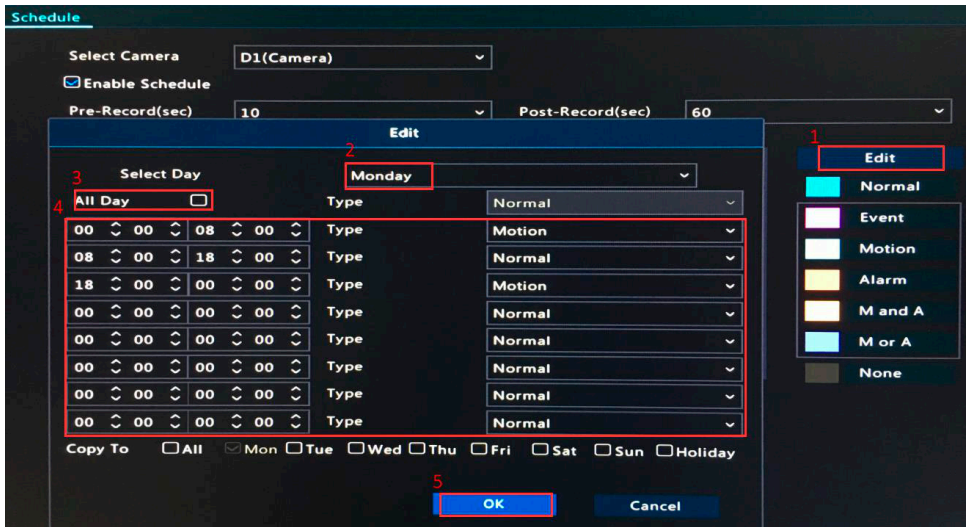 Schedule
Select Camera D1(Camera)
Enable Schedule
Pre-Record(sec) 10 Post-Record(sec) 60
Edit
1
Edit
2
Select Day Monday
Normal
3
All Day Type Normal
4
Event
00 00 08 00 Type Motion
Motion
08 00 18 00 Type Normal
Alarm
18 00 00 00 Type Motion
M and A
00 00 00 00 Type Normal
M or A
00 00 00 00 Type Normal
None
00 00 00 00 Type Normal
00 00 00 00 Type Normal
00 00 00 00 Type Normal
Copy To All Mon Tue Wed Thu Fri Sat Sun Holiday
5
OK Cancel